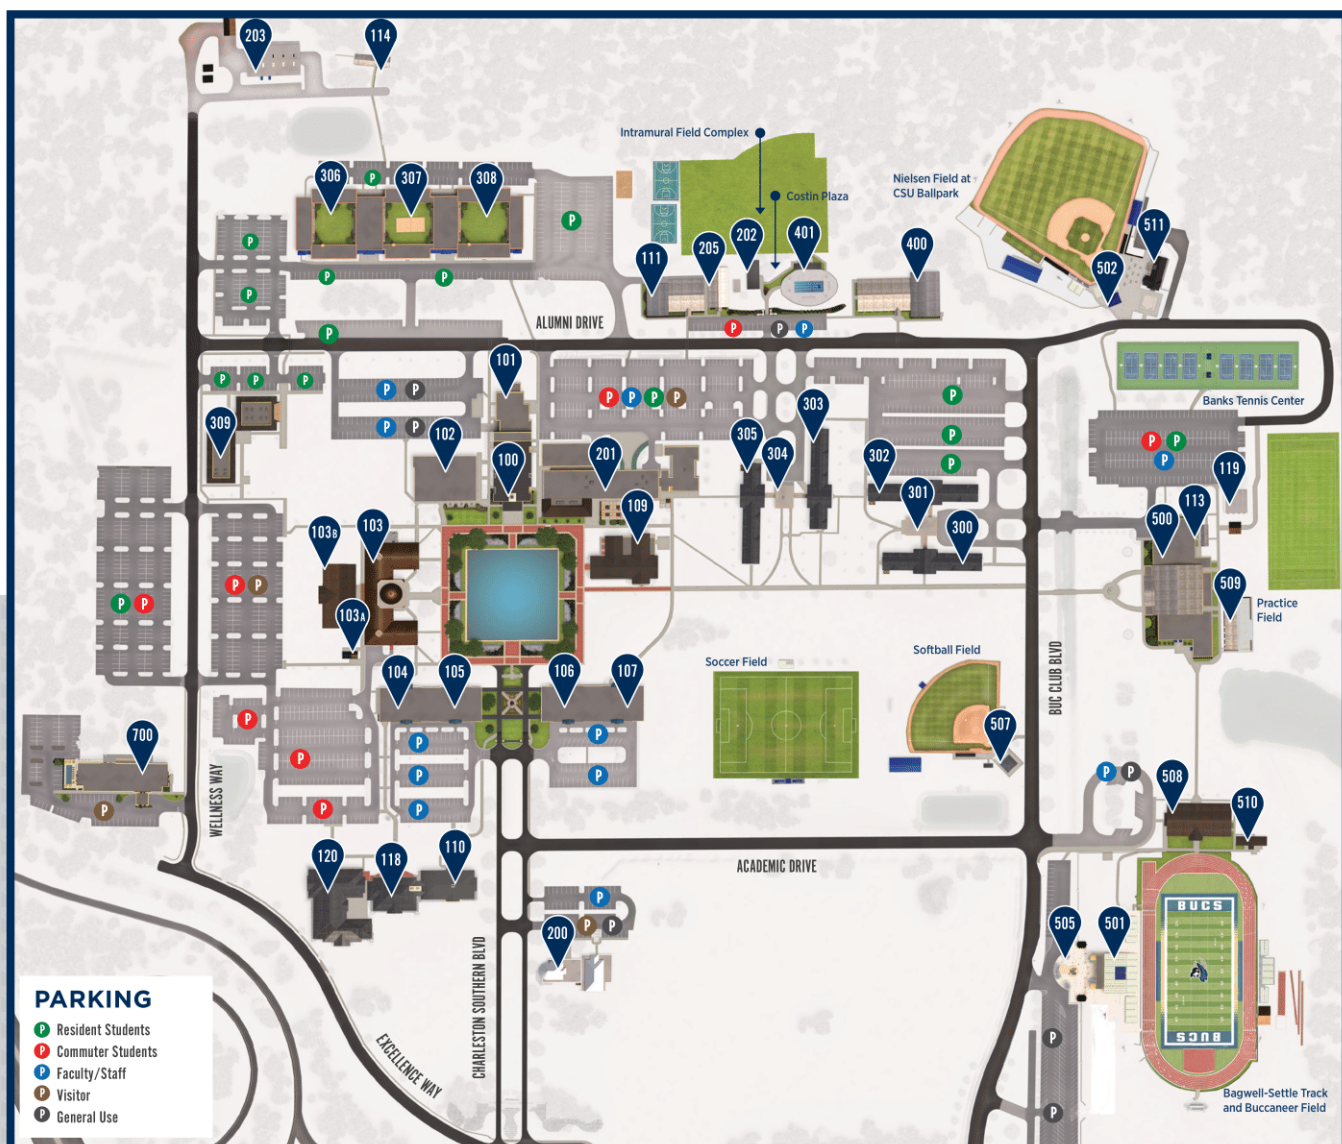 203
114
Intramural Field Complex
306
307
308
P
Nielsen Field at
CSU Ballpark
Costin Plaza
P
P
111
205
202
401
400
511
502
P
P
P
P
ALUMNI DRIVE
P
P
P
P
101
P
P
P
P
P
P
P
P
P
P
P
Banks Tennis Center
309
102
P
P
305
303
P
P
P
P
100
201
304
302
P
119
301
103B
103
109
300
500
113
P
P
P
P
103A
509
Practice
Field
Soccer Field
Softball Field
104
105
106
107
BUC CLUB BLVD
P
700
P
P
P
P
P
507
P
P
508
510
WELLNESS WAY
P
P
P
120
118
110
ACADEMIC DRIVE
P
200
P
P
505
501
BUCS
CHARLESTON SOUTHERN BLVD
EXCELLENCE WAY
P
P
BUCS
Bagwell-Settle Track
and Buccaneer Field
PARKING
P Resident Students
P Commuter Students
P Faculty/Staff
P Visitor
P General Use